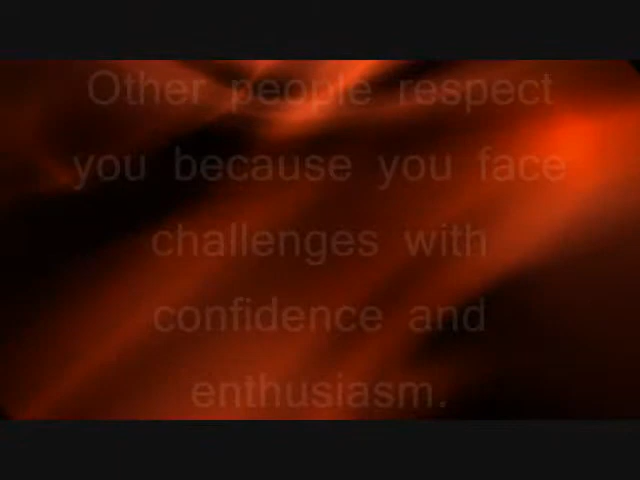 Other people respect
you because you face
challenges with
confidence and
enthusiasm.